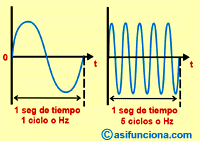 0
t
t
1 seg de tiempo
1 ciclo o Hz
1 seg de tiempo
5 ciclos o Hz
©asifunciona.com